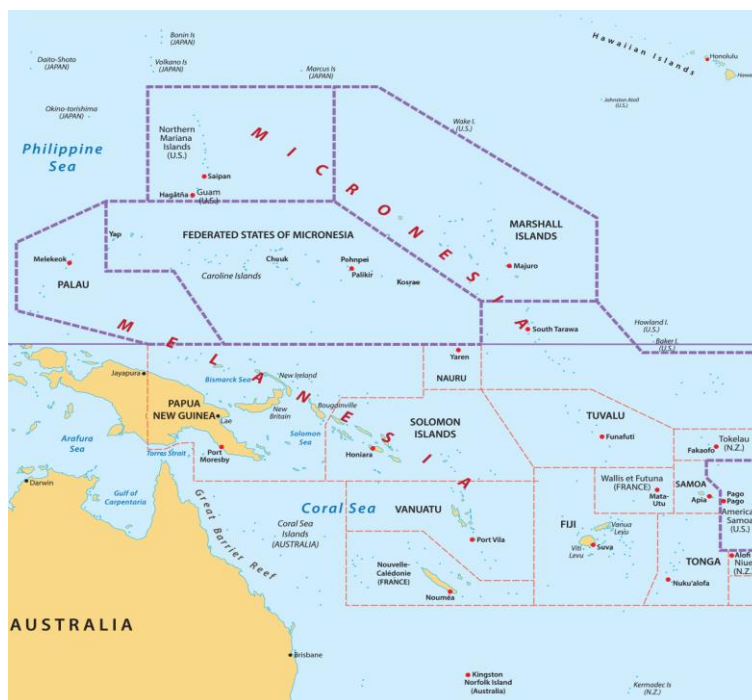 Bonin Is
(JAPAN)
Daito-Shoto
(JAPAN)
Volkano Is
(JAPAN)
Marcus Is
(JAPAN)
Hawaiian Islands
Honolulu
Hawaii
Okino-torishima
(JAPAN)
Johnston Atoll
(U.S.)
Philippine
Sea
Northern
Mariana
Islands
(U.S.)
Saipan
Hagåtña
Guam
(U.S.)
MICRONESIA
Wake I.
(U.S.)
MARSHALL
ISLANDS
Majuro
Yap
FEDERATED STATES OF MICRONESIA
Melekeok
PALAU
Caroline Islands
Chuuk
Pohnpei
Palikir
Kosrae
South Tarawa
Howland I.
(U.S.)
Baker I.
(U.S.)
MELANESIA
Yaren
NAURU
Jayapura
Bismarck Sea
New Ireland
PAPUA
NEW GUINEA
Lae
New
Britain
Bougainville
Solomon
Sea
SOLOMON
ISLANDS
Honiara
TUVALU
Funafuti
Tokelau
(N.Z.)
Fakaofo
Arafura
Sea
Torres Strait
Port
Moresby
Darwin
Gulf of
Carpentaria
Great Barrier Reef
Coral Sea
Coral Sea
Islands
(AUSTRALIA)
VANUATU
Port Vila
Wallis et Futuna
(FRANCE)
Mata-
Utu
SAMOA
Apia
Pago
Pago
American
Samoa
(U.S.)
FIJI
Vanua
Levu
Viti
Levu
Suva
Nouvelle-
Calédonie
(FRANCE)
Nouméa
TONGA
Nuku'alofa
Alofi
Niue
(N.Z.)
AUSTRALIA
Brisbane
Kingston
Norfolk Island
(Australia)
Kermadec Is
(N.Z.)